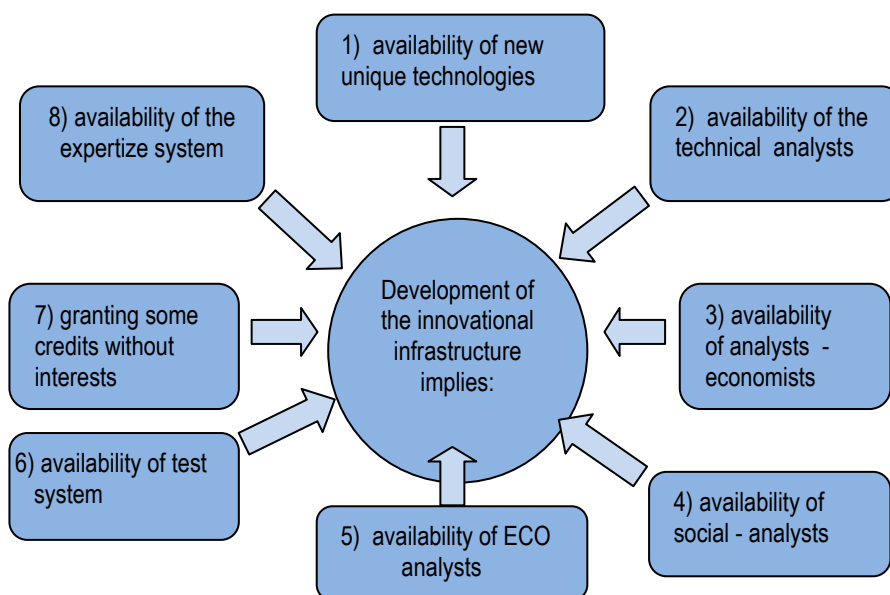 1) availability of new
unique technologies
2) availability of the
technical analysts
3) availability
of analysts -
economists
4) availability of
social - analysts
5) availability of ECO
analysts
6) availability of test
system
7) granting some
credits without
interests
8) availability of the
expertize system
Development of
the innovational
infrastructure
implies: